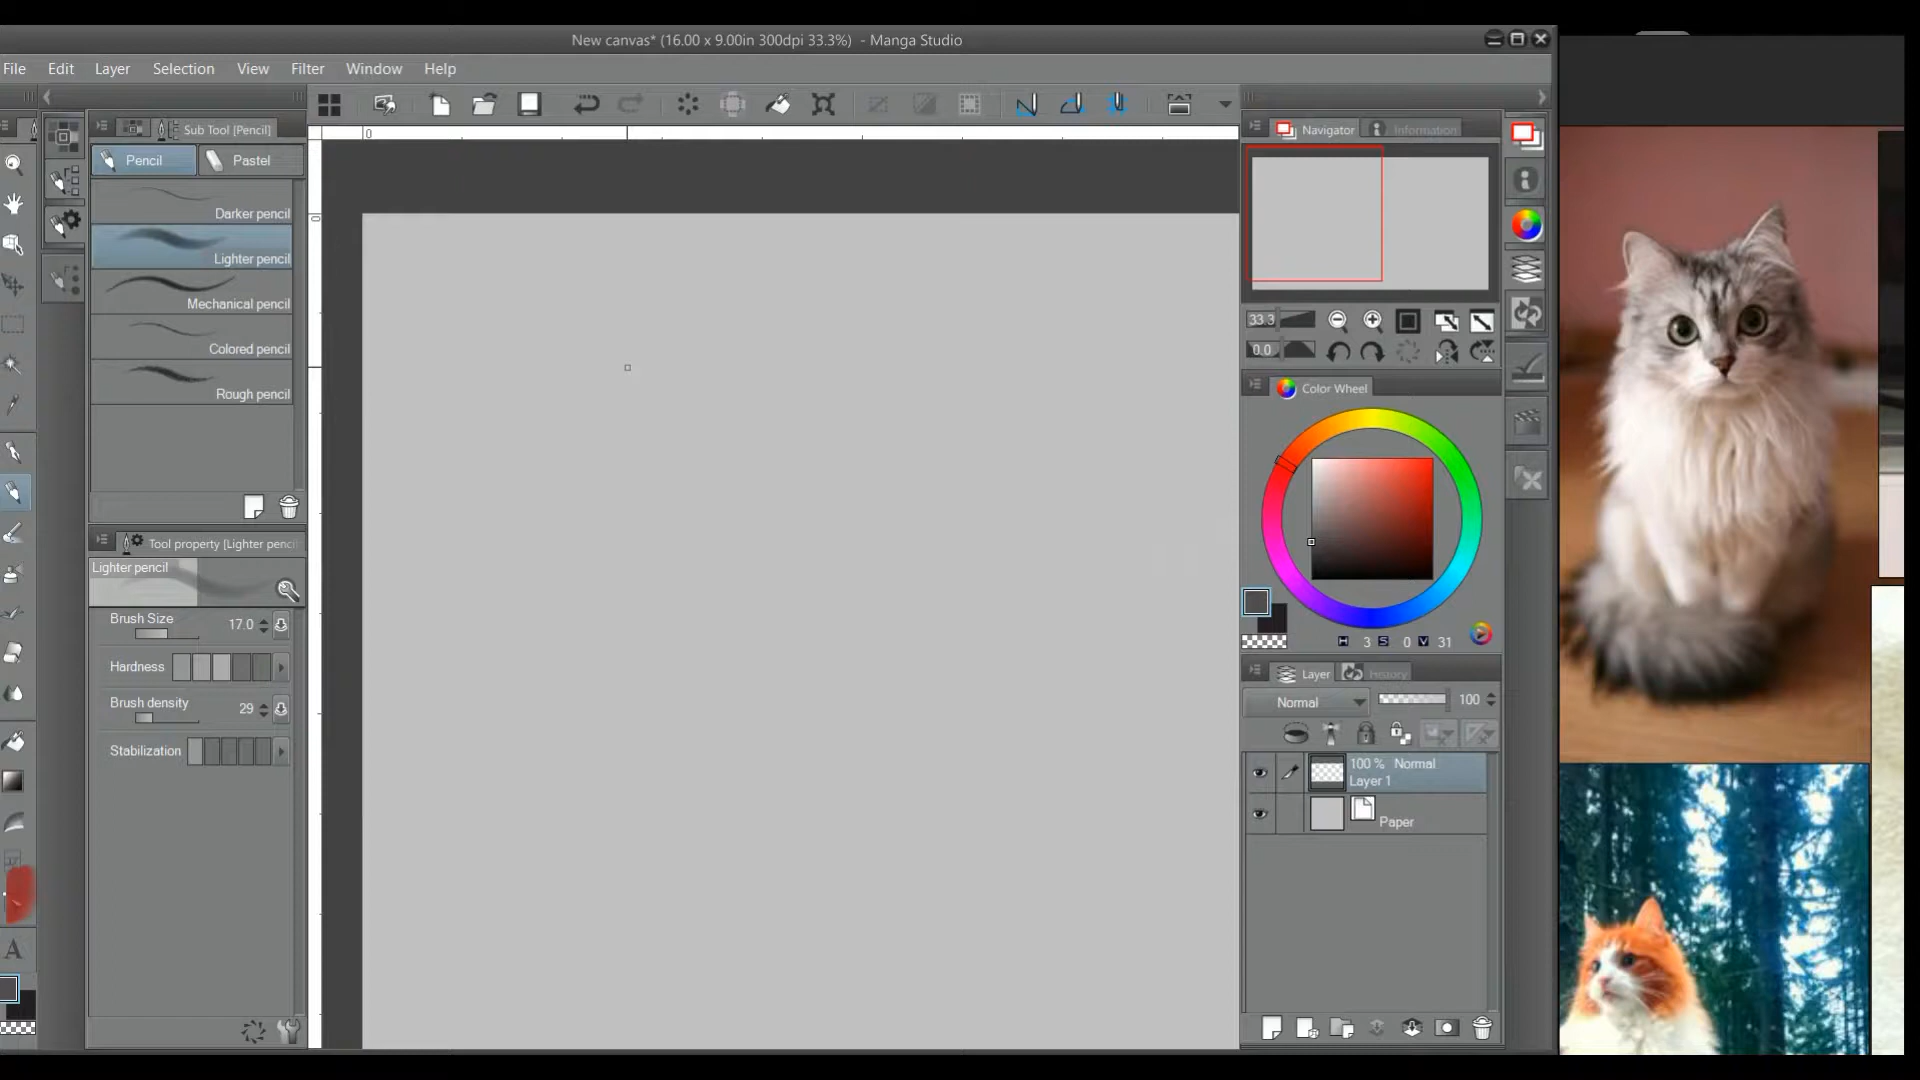 New canvas* (16.00 x 9.00in 300dpi 33.3%) - Manga Studio
File Edit Layer Selection View Filter Window Help
Sub Tool [Pencil]
Pencil Pastel
Darker pencil
Lighter pencil
Mechanical pencil
Colored pencil
Rough pencil
Tool property [Lighter penci
Lighter pencil
Brush Size 17.0
Hardness
Brush density 29
Stabilization
A
0
0
Navigator Information
33.3
0.0
Color Wheel
H 3 S 0 V 31
Layer History
Normal 100
100 % Normal
Layer 1
Paper